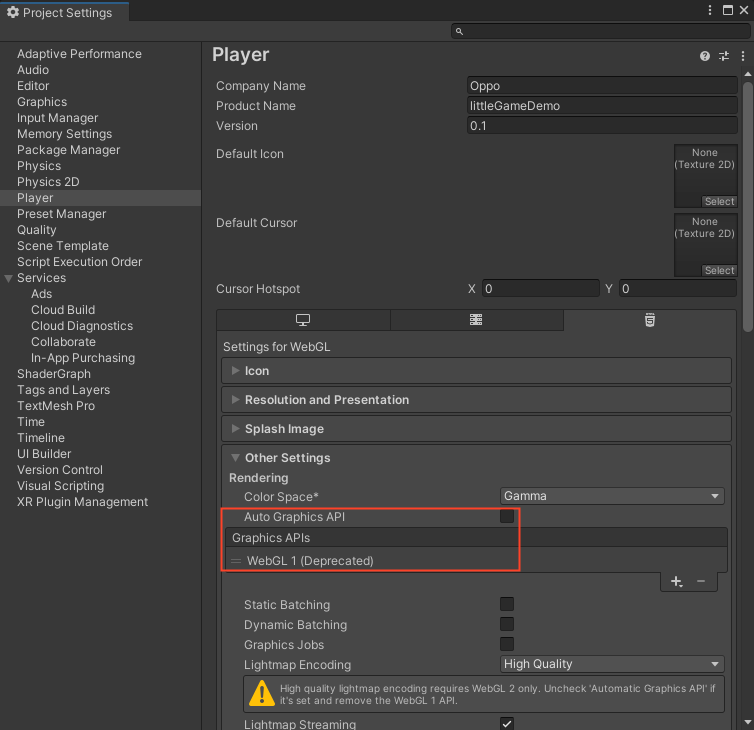 Project Settings
Adaptive Performance
Audio
Editor
Graphics
Input Manager
Memory Settings
Package Manager
Physics
Physics 2D
Player
Preset Manager
Quality
Scene Template
Script Execution Order
Services
Ads
Cloud Build
Cloud Diagnostics
Collaborate
In-App Purchasing
ShaderGraph
Tags and Layers
TextMesh Pro
Time
Timeline
UI Builder
Version Control
Visual Scripting
XR Plugin Management
Player
Company Name Oppo
Product Name littleGameDemo
Version 0.1
Default Icon
None
(Texture 2D)
Select
Default Cursor
None
(Texture 2D)
Select
Cursor Hotspot X 0 Y 0
Settings for WebGL
Icon
Resolution and Presentation
Splash Image
Other Settings
Rendering
Color Space* Gamma
Auto Graphics API
Graphics APIs
WebGL 1 (Deprecated)
Static Batching
Dynamic Batching
Graphics Jobs
Lightmap Encoding High Quality
High quality lightmap encoding requires WebGL 2 only. Uncheck 'Automatic Graphics API' if
it's set and remove the WebGL 1 API.
Lightmap Streaming